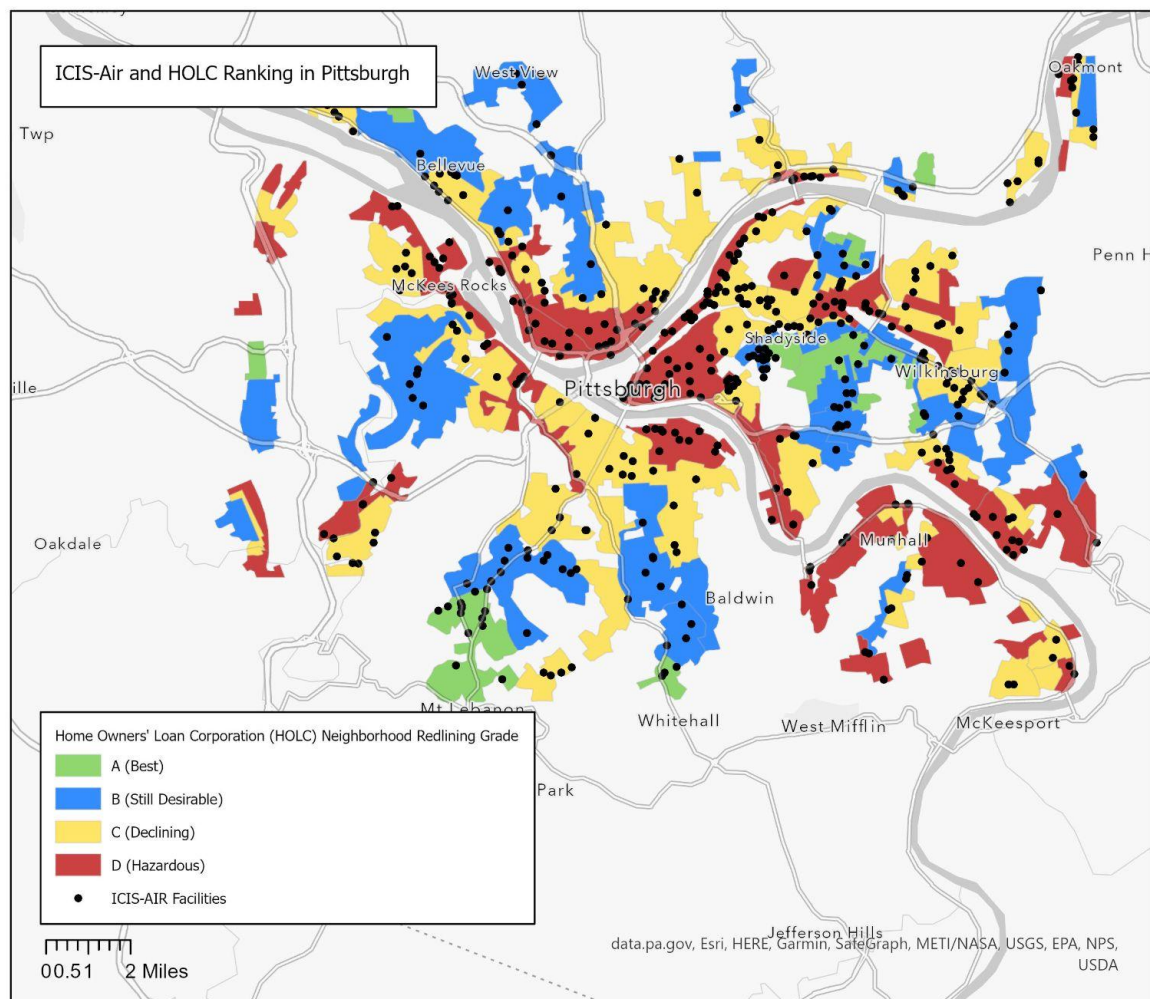 ICIS-Air and HOLC Ranking in Pittsburgh
West View
Oakmont
Twp
Bellevue
Penn H
McKees Rocks
Shadyside
ville
Wilkinsburg
Pittsburgh
Oakdale
Munhall
Baldwin
Mt Lebanon
Whitehall
West Mifflin
McKeesport
Home Owners' Loan Corporation (HOLC) Neighborhood Redlining Grade
A (Best)
B (Still Desirable)
C (Declining)
D (Hazardous)
ICIS-AIR Facilities
Park
Jefferson Hills
00.51 2 Miles
data.pa.gov, Esri, HERE, Garmin, SafeGraph, METI/NASA, USGS, EPA, NPS,
USDA